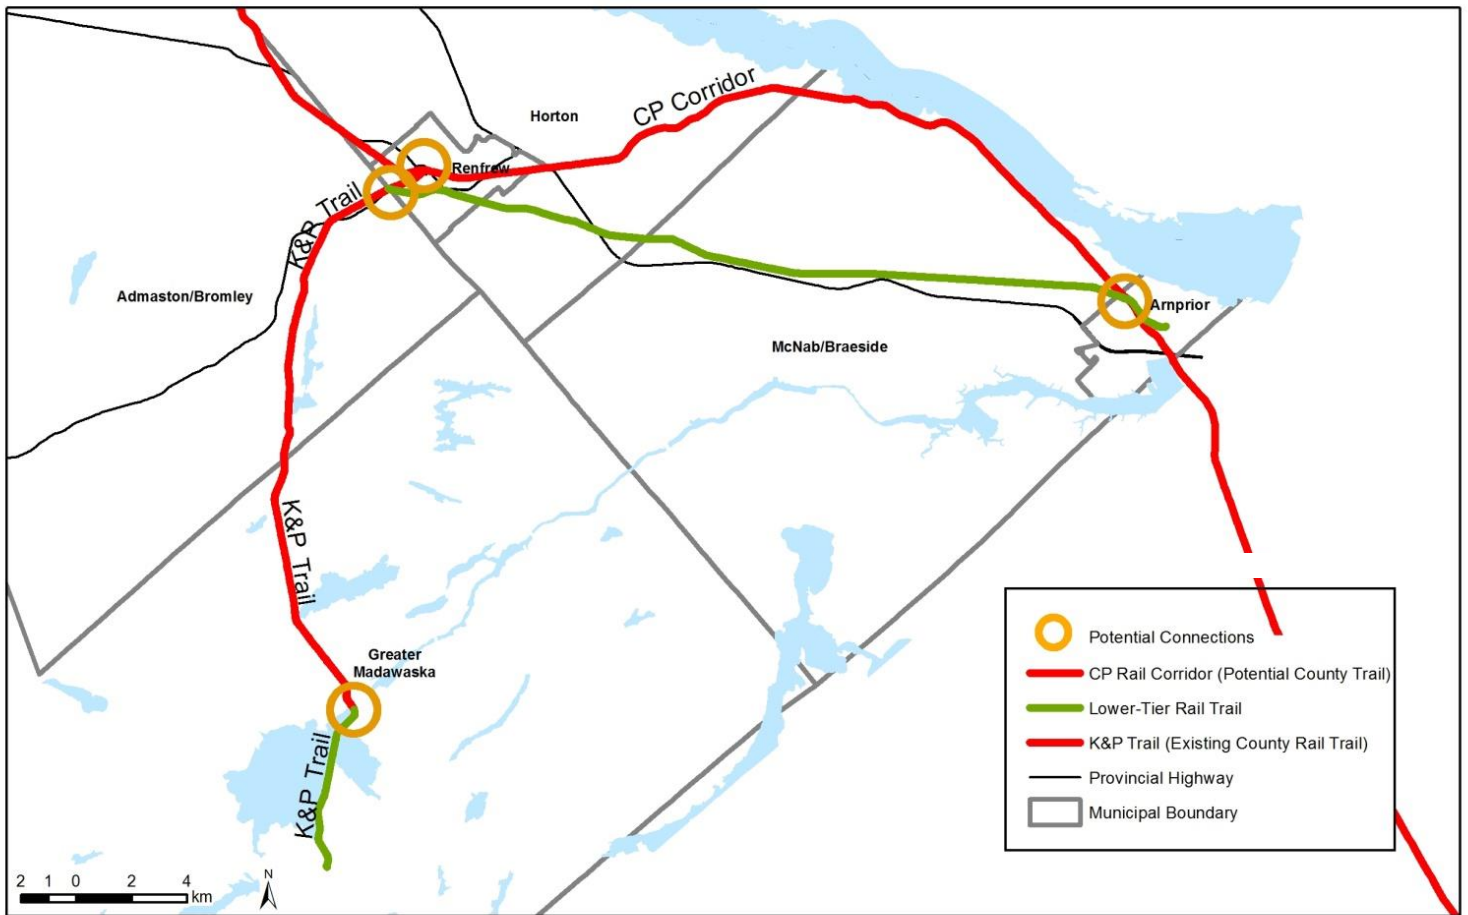 CP Corridor
Horton
Renfrew
K&P Trail
Admaston/Bromley
Arnprior
McNab/Braeside
K&P Trail
Greater
Madawaska
K&P Trail
Potential Connections
CP Rail Corridor (Potential County Trail)
Lower-Tier Rail Trail
K&P Trail (Existing County Rail Trail)
Provincial Highway
Municipal Boundary
2 1 0 2 4
km
N